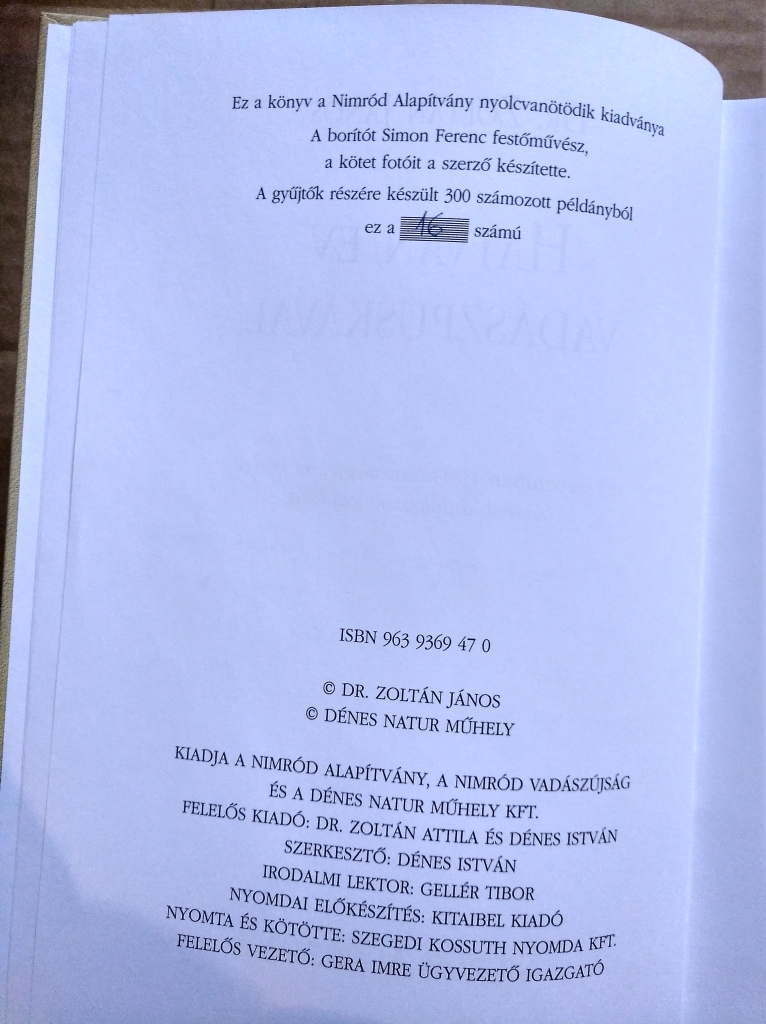 Ez a könyv a Nimród Alapítvány nyolcvanötödik kiadványa
A borítót Simon Ferenc festőművész,
a kötet fotóit a szerző készítette.
A gyűjtők részére készült 300 számozott példányból
ez a 16 számú
HATVAN ÉV
VADÁSZPUSKÁVAL
ISBN 963 9369 47 0
© DR. ZOLTÁN JÁNOS
© DÉNES NATUR MŰHELY
KIADJA A NIMRÓD ALAPÍTVÁNY, A NIMRÓD VADÁSZÚJSÁG
ÉS A DÉNES NATUR MŰHELY KFT.
FELELŐS KIADÓ: DR. ZOLTÁN ATTILA ÉS DÉNES ISTVÁN
SZERKESZTŐ: DÉNES ISTVÁN
IRODALMI LEKTOR: GELLÉR TIBOR
NYOMDAI ELŐKÉSZÍTÉS: KITAIBEL KIADÓ
NYOMTA ÉS KÖTÖTTE: SZEGEDI KOSSUTH NYOMDA KFT.
FELELŐS VEZETŐ: GERA IMRE ÜGYVEZETŐ IGAZGATÓ